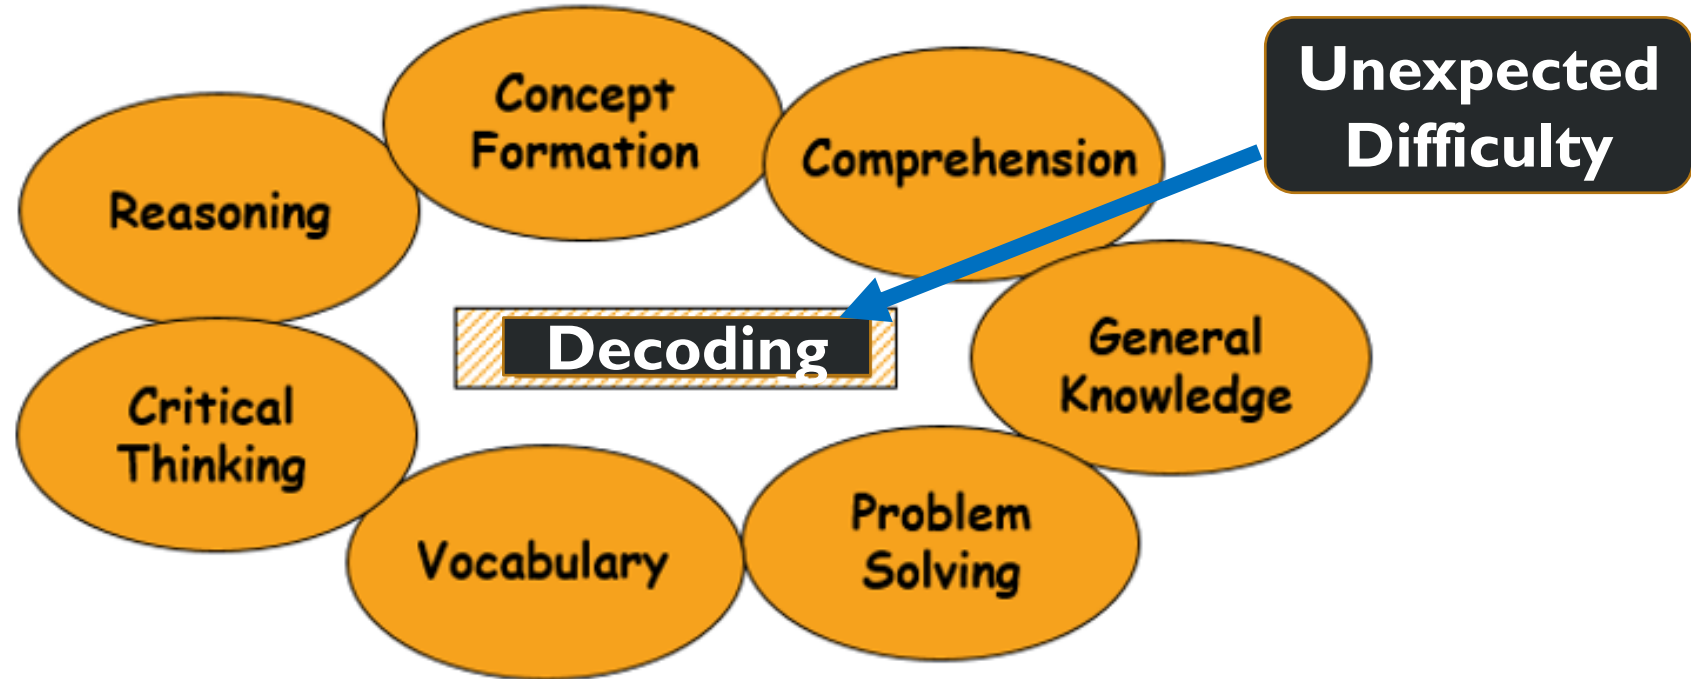 Concept
Formation
Comprehension
Unexpected
Difficulty
Reasoning
Decoding
General
Knowledge
Critical
Thinking
Vocabulary
Problem
Solving